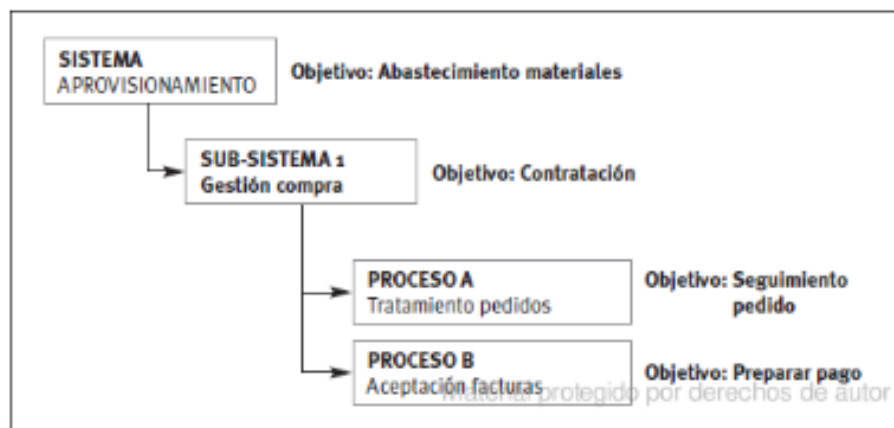 SISTEMA
APROVISIONAMIENTO
Objetivo: Abastecimiento materiales
SUB-SISTEMA 1
Gestión compra
Objetivo: Contratación
PROCESO A
Tratamiento pedidos
Objetivo: Seguimiento
pedido
PROCESO B
Aceptación facturas
Objetivo: Preparar pago
Material protegido por derechos de autor